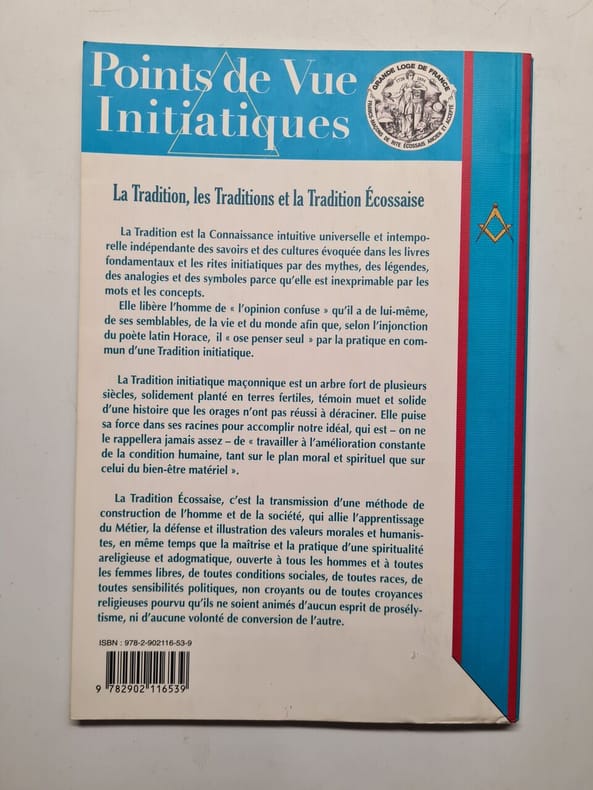 Points de Vue
Initiatiques
GRANDE LOGE DE FRANCE
FRANCS-MAÇONS DE RITE ÉCOSSAIS ANCIEN ET ACCEPTÉ
La Tradition, les Traditions et la Tradition Écossaise
La Tradition est la Connaissance intuitive universelle et intempo-
relle indépendante des savoirs et des cultures évoquée dans les livres
fondamentaux et les rites initiatiques par des mythes, des légendes,
des analogies et des symboles parce qu'elle est inexprimable par les
mots et les concepts.
Elle libère l'homme de « l'opinion confuse » qu'il a de lui-même,
de ses semblables, de la vie et du monde afin que, selon l'injonction
du poète latin Horace, il « ose penser seul » par la pratique en com-
mun d'une Tradition initiatique.
La Tradition initiatique maçonnique est un arbre fort de plusieurs
siècles, solidement planté en terres fertiles, témoin muet et solide
d'une histoire que les orages n'ont pas réussi à déraciner. Elle puise
sa force dans ses racines pour accomplir notre idéal, qui est – on ne
le rappellera jamais assez – de « travailler à l'amélioration constante
de la condition humaine, tant sur le plan moral et spirituel que sur
celui du bien-être matériel ».
La Tradition Écossaise, c'est la transmission d'une méthode de
construction de l'homme et de la société, qui allie l'apprentissage
du Métier, la défense et illustration des valeurs morales et humanis-
tes, en même temps que la maîtrise et la pratique d'une spiritualité
areligieuse et adogmatique, ouverte à tous les hommes et à toutes
les femmes libres, de toutes conditions sociales, de toutes races, de
toutes sensibilités politiques, non croyants ou de toutes croyances
religieuses pourvu qu'ils ne soient animés d'aucun esprit de prosély-
tisme, ni d'aucune volonté de conversion de l'autre.
ISBN : 978-2-902116-53-9
9 782902 116539